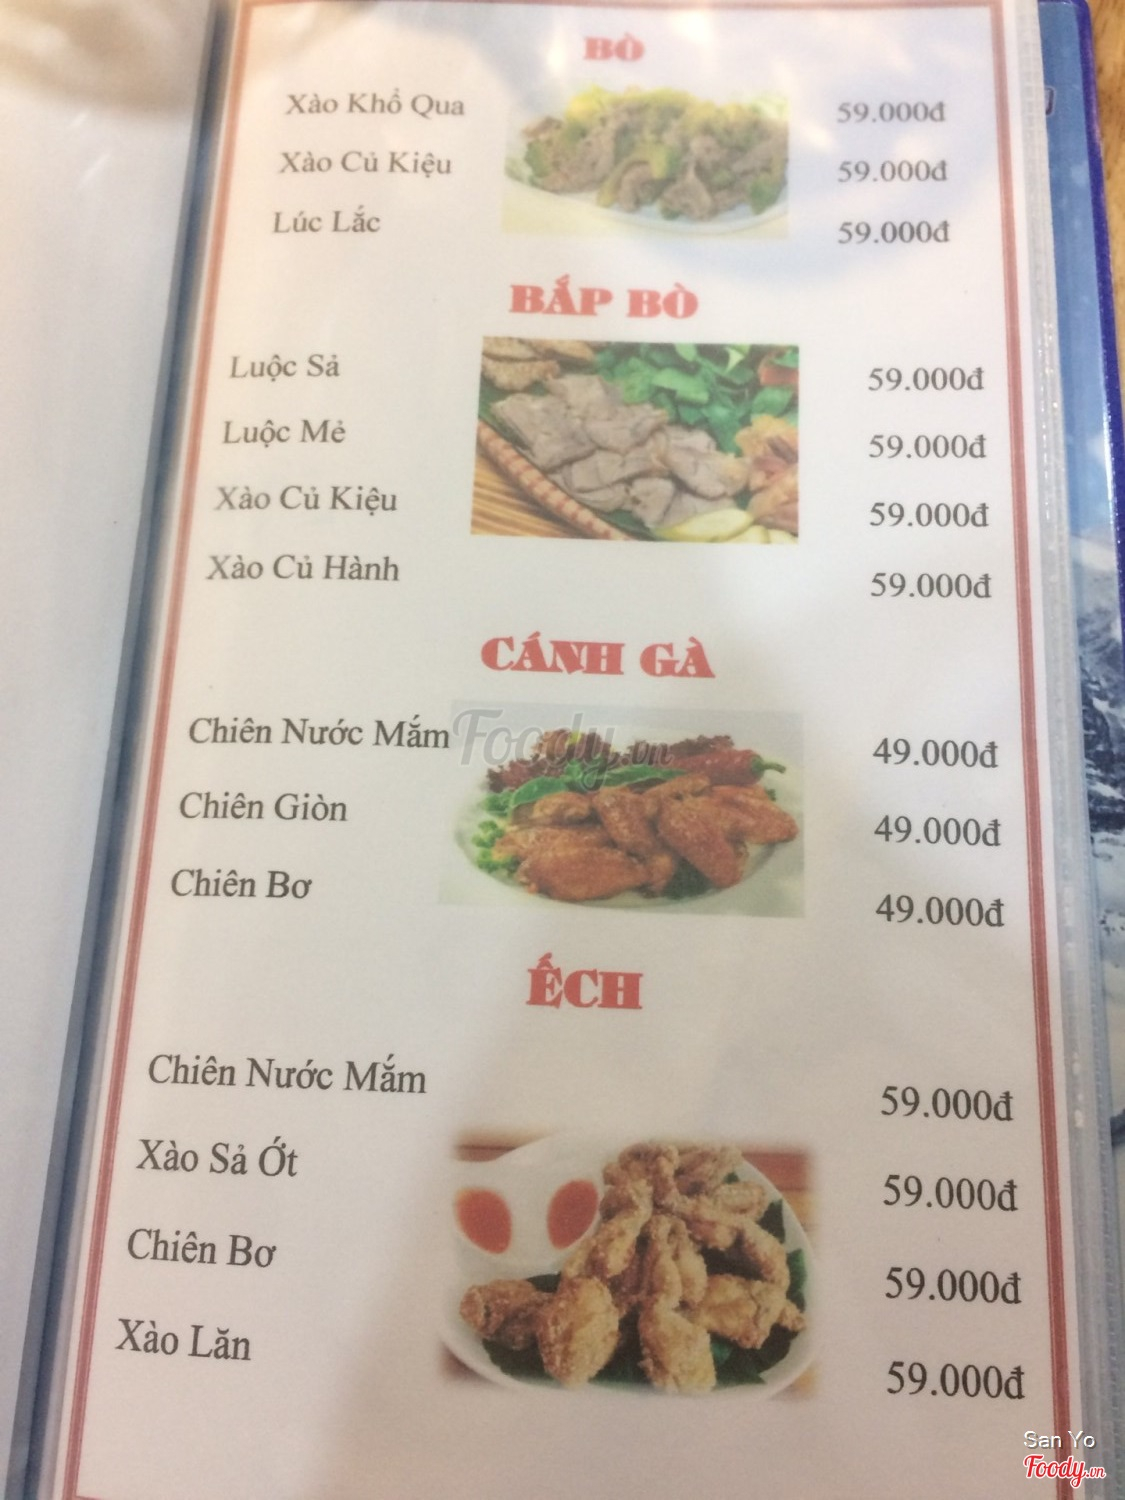 BÒ
Xào Khổ Qua 59.000đ
Xào Củ Kiệu 59.000đ
Lúc Lắc 59.000đ
BẮP BÒ
Luộc Sả 59.000đ
Luộc Mẻ 59.000đ
Xào Củ Kiệu 59.000đ
Xào Củ Hành 59.000đ
CÁNH GÀ
Chiên Nước Mắm 49.000đ
Foody.vn
Chiên Giòn 49.000đ
Chiên Bơ 49.000đ
ẾCH
Chiên Nước Mắm 59.000đ
Xào Sả Ớt 59.000đ
Chiên Bơ 59.000đ
Xào Lăn 59.000đ
San Yo
Foody.vn